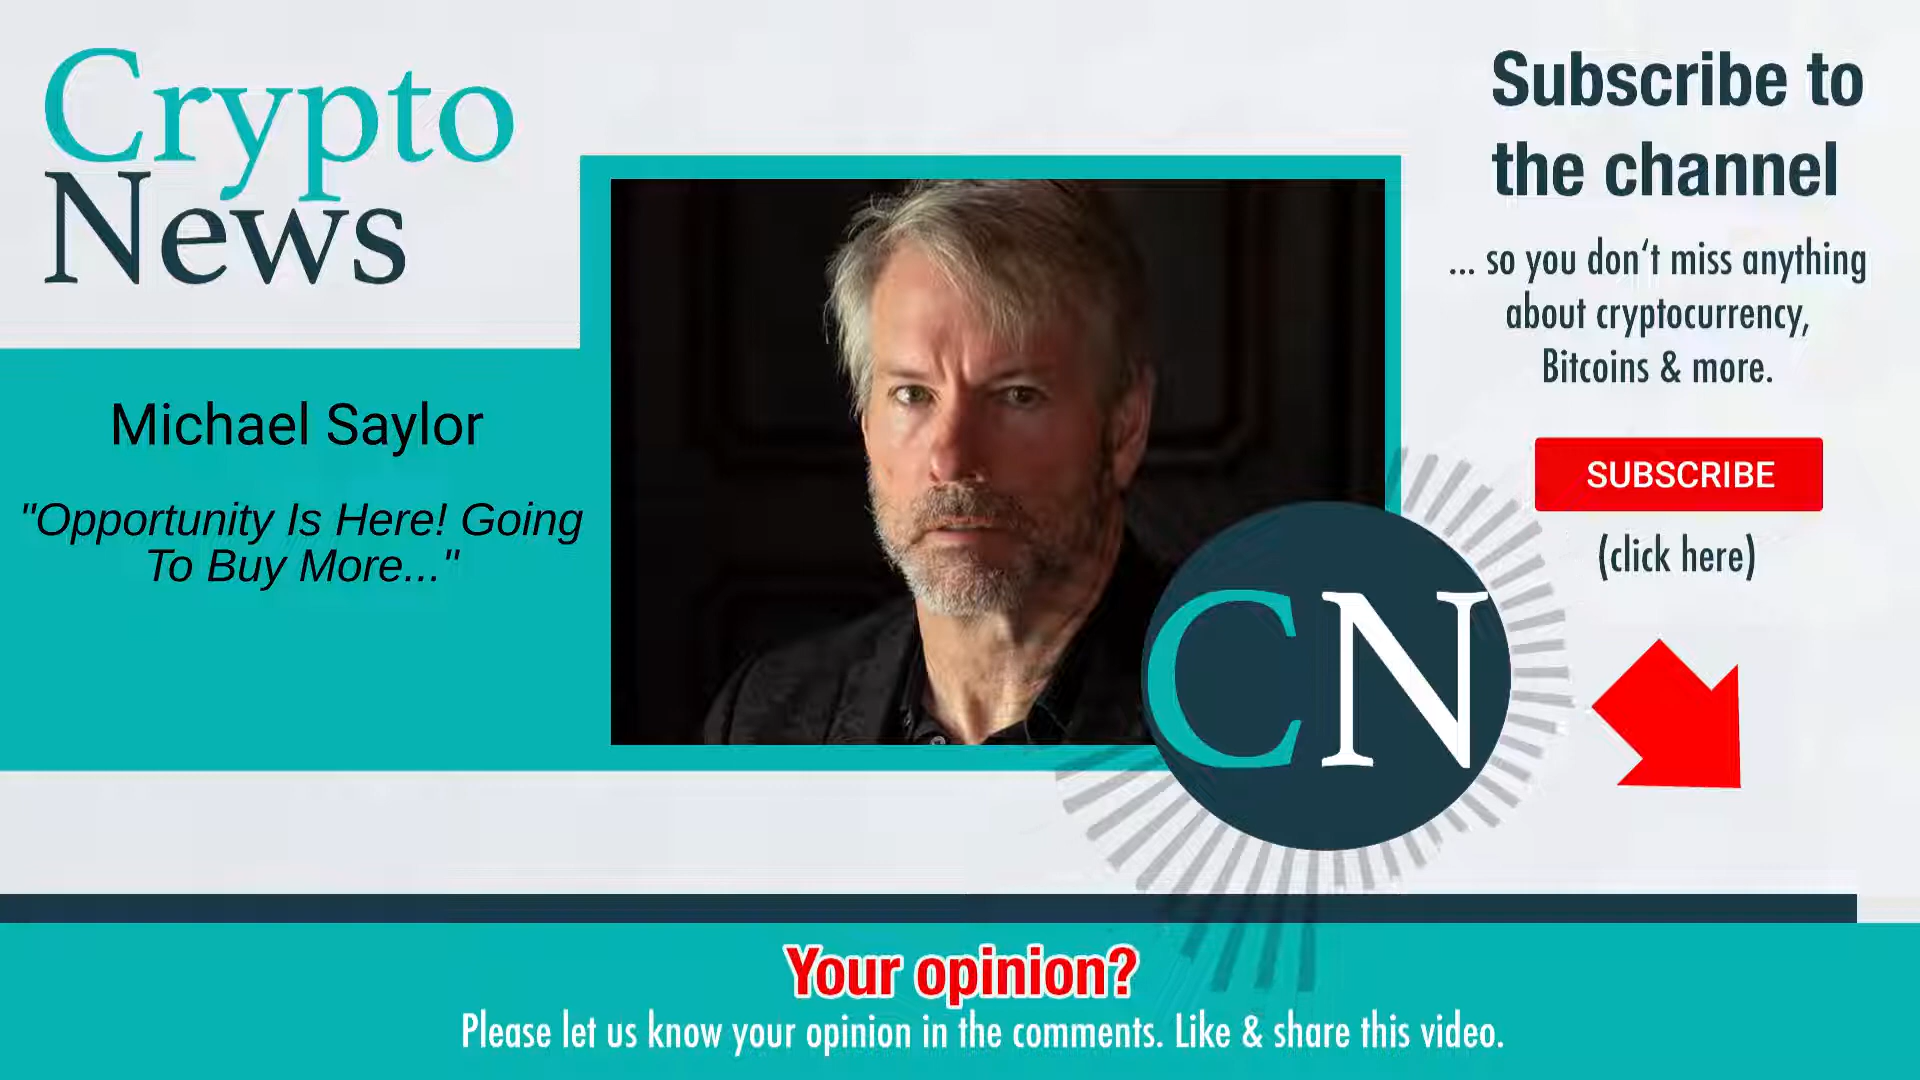 Crypto
News
Michael Saylor
"Opportunity Is Here! Going
To Buy More..."
Subscribe to
the channel
... so you don‘t miss anything
about cryptocurrency,
Bitcoins & more.
SUBSCRIBE
(click here)
CN
Your opinion?
Please let us know your opinion in the comments. Like & share this video.